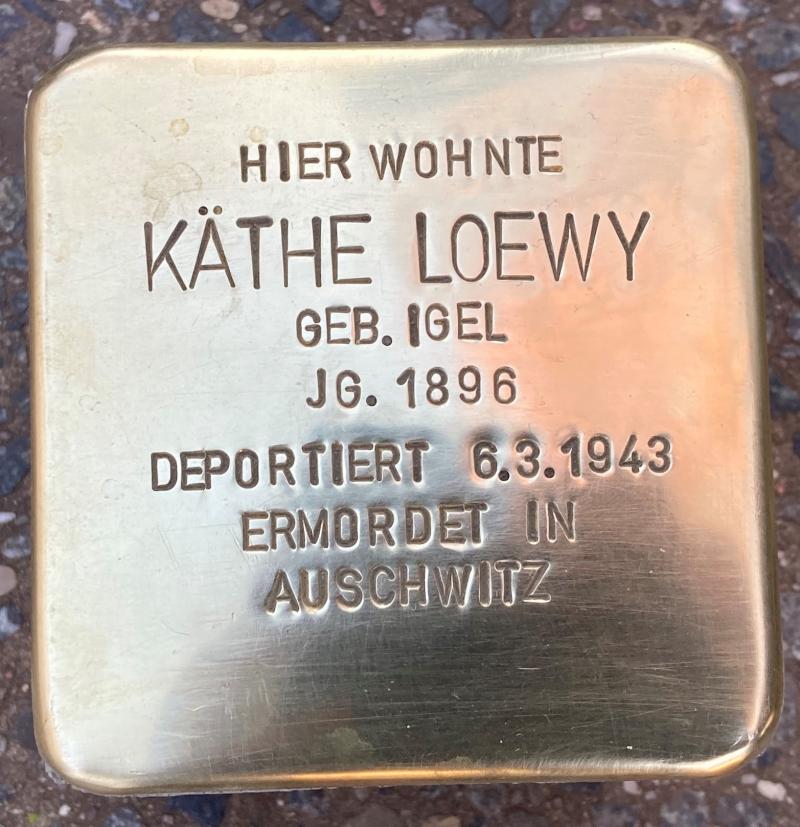 HIER WOHNTE
KÄTHE LOEWY
GEB. IGEL
JG. 1896
DEPORTIERT 6.3.1943
ERMORDET IN
AUSCHWITZ